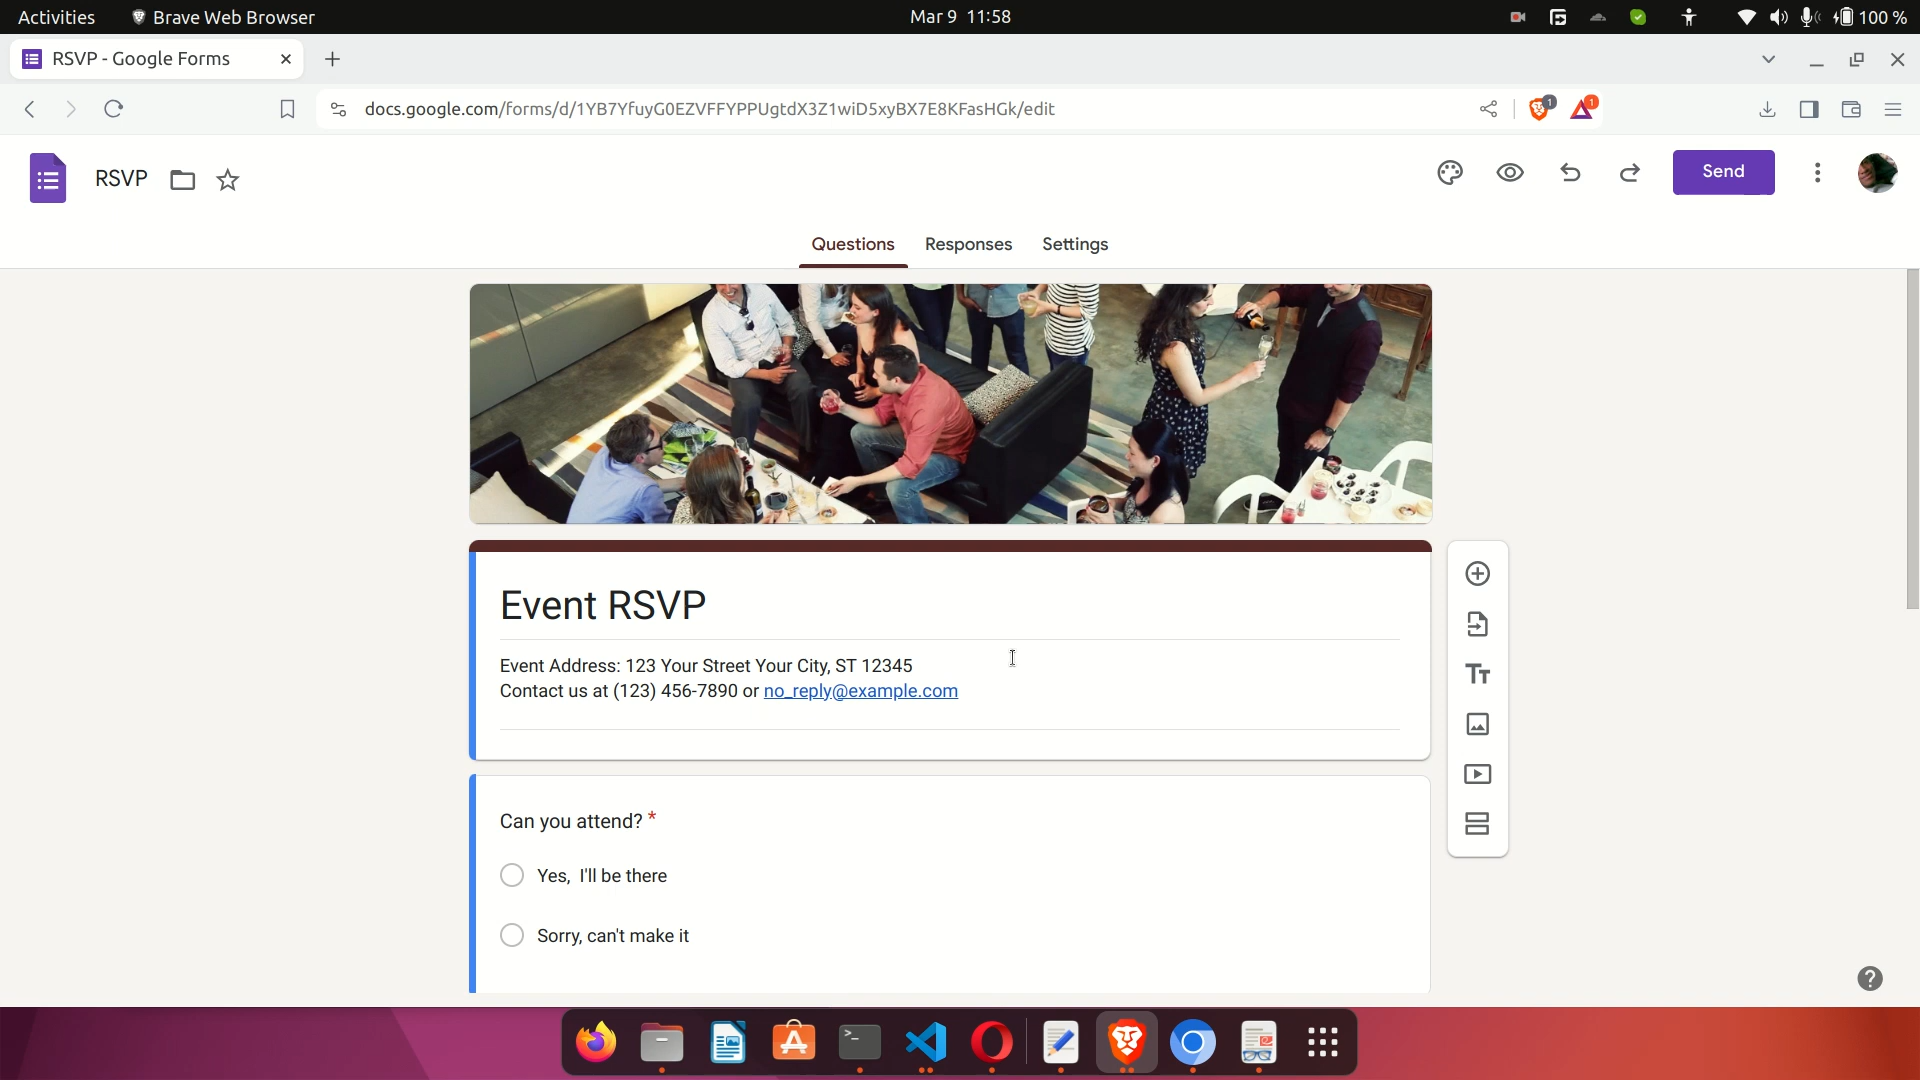 Activities Brave Web Browser Mar 9 11:58 100 %
RSVP - Google Forms
docs.google.com/forms/d/1YB7YfuyG0EZVFFYPPUgtdX3Z1wiD5xyBX7E8KFasHGk/edit 1 1
RSVP Send
Questions Responses Settings
Event RSVP
Event Address: 123 Your Street Your City, ST 12345
Contact us at (123) 456-7890 or no_reply@example.com
Can you attend? *
Yes, I'll be there
Sorry, can't make it